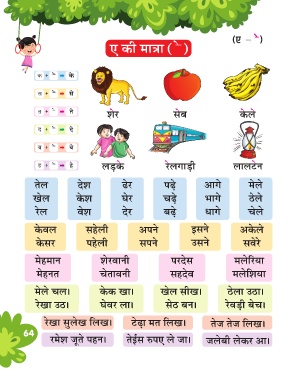 ए की मात्रा ( े )
(ए – े )
शेर सेब केले
लड़के रेलगाड़ी लालटेन
तेल देश ढेर पढ़े आगे मेले
खेल केश घेर चढ़े भागे ठेले
रेल वेश देर बढ़े धागे चेले
केवल सहेली अपने इसने अकेले
केसर पहेली सपने उसने सवेरे
मेहमान शेरवानी परदेस मलेरिया
मेहनत चेतावनी सहदेव मलेशिया
मेले चल। केक खा। खेल सीख। ठेला उठा।
रेखा उठ। घेवर ला। सेठ बन। रेवड़ी बेच।
रेखा सुलेख लिख। टेढ़ा मत लिख। तेज तेज लिख।
रमेश जूते पहन। तेईस रुपए ले जा। जलेबी लेकर आ।
64